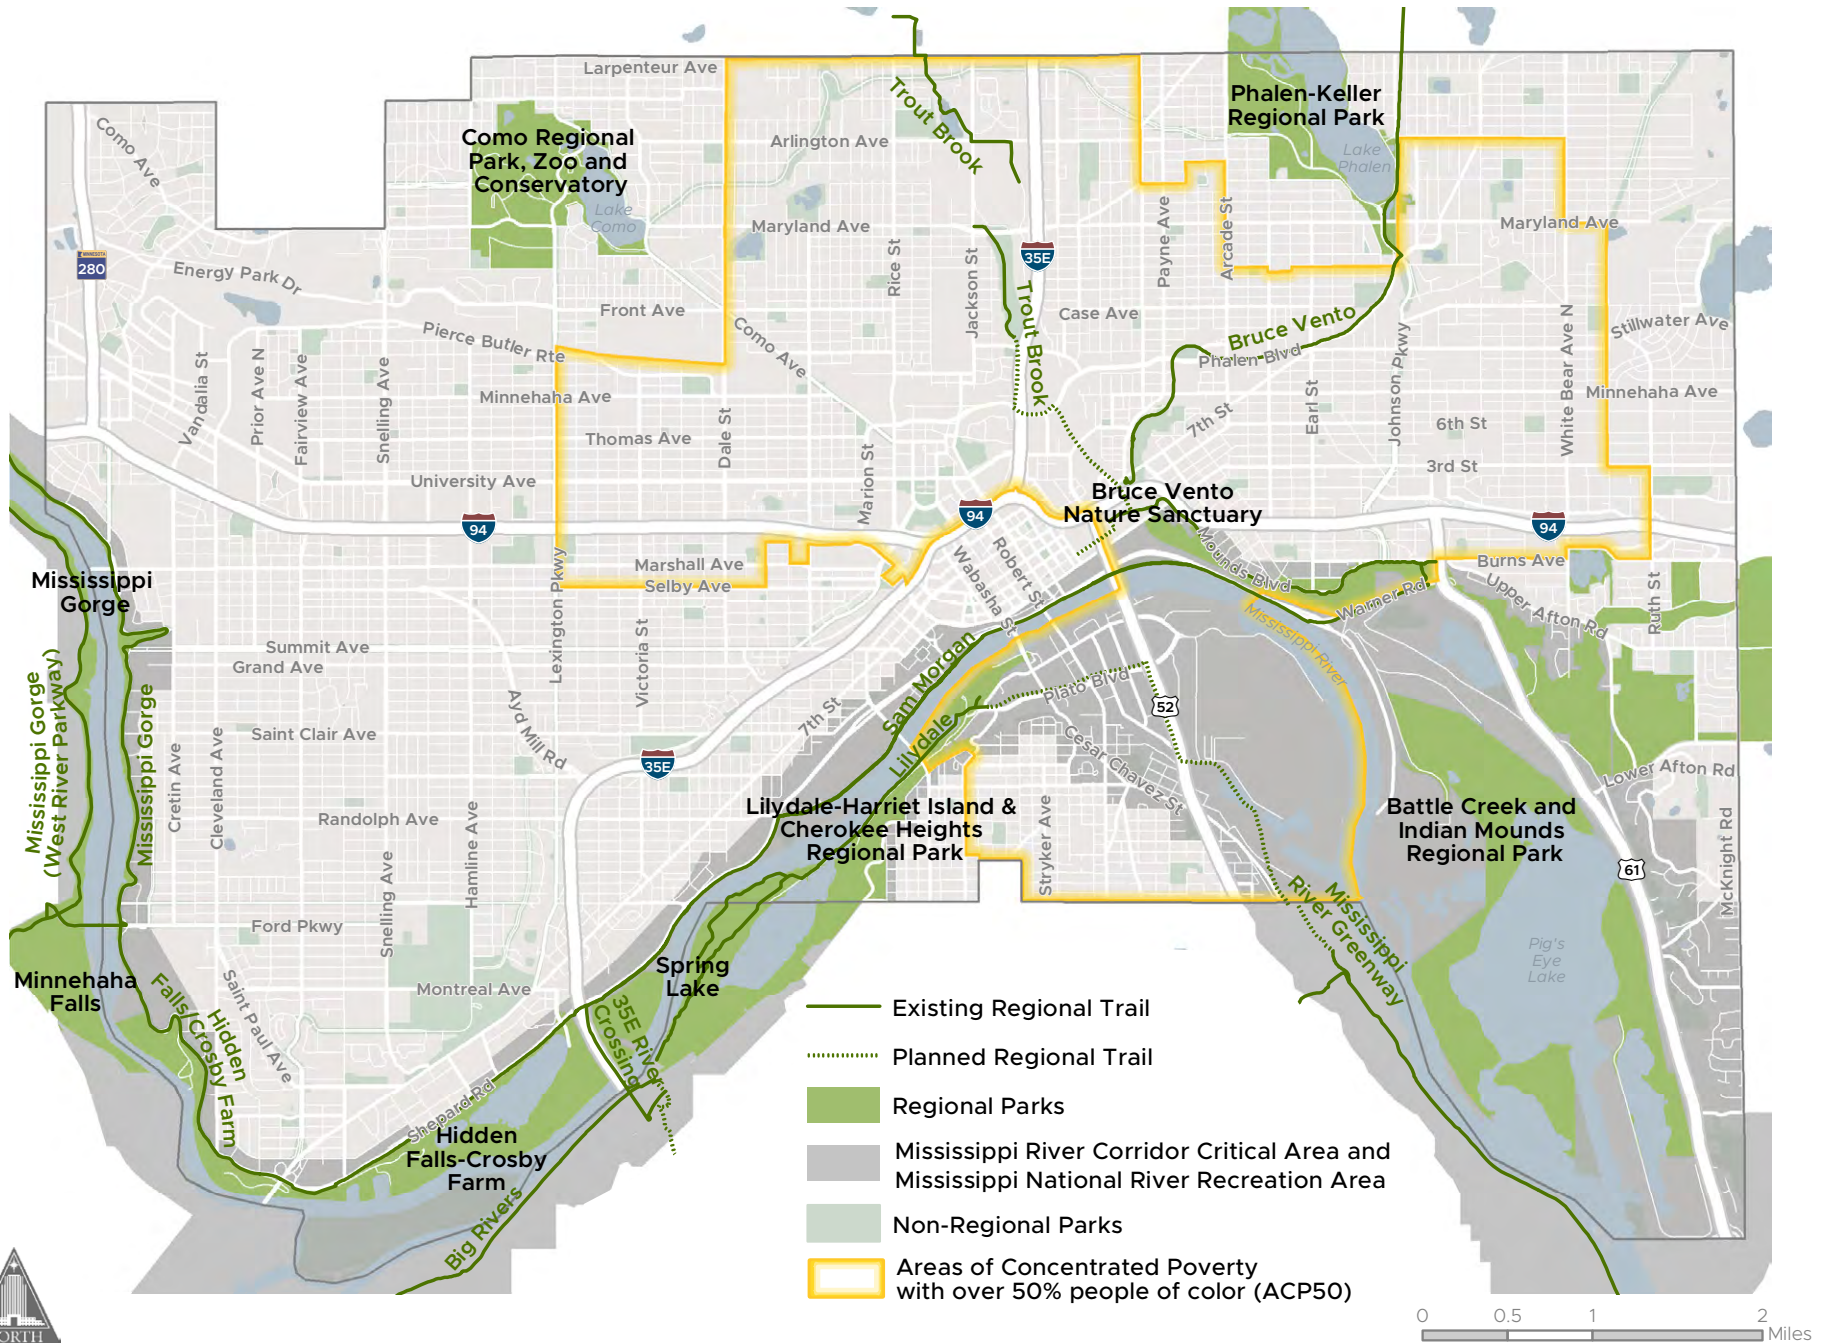 Larpenteur Ave
Trout Brook
Phalen-Keller
Regional Park
Como Ave
Como Regional
Park, Zoo and
Conservatory
Arlington Ave
Lake
Phalen
Lake
Como
Maryland Ave
Payne Ave
Arcade St
Maryland Ave
MINNESOTA
280
Energy Park Dr
Rice St
Jackson St
35E
Front Ave
Pierce Butler Rte
Como Ave
Trout Brook
Case Ave
Bruce Vento
Phalen Blvd
Johnson Pkwy
White Bear Ave N
Stillwater Ave
Vandalia St
Prior Ave N
Fairview Ave
Snelling Ave
Minnehaha Ave
Minnehaha Ave
Thomas Ave
Dale St
Marion St
7th St
Earl St
6th St
3rd St
University Ave
94
94
94
Bruce Vento
Nature Sanctuary
Mississippi
Gorge
Lexington Pkwy
Marshall Ave
Selby Ave
Wabasha St
Robert St
Mounds Blvd
Warner Rd
Burns Ave
Upper Afton Rd
Ruth St
Mississippi River
Summit Ave
Grand Ave
Victoria St
Mississippi Gorge
(West River Parkway)
Mississippi Gorge
Sam Morgan
Lilydale
Plato Blvd
52
Ayd Mill Rd
7th St
Saint Clair Ave
Cretin Ave
Cleveland Ave
35E
Cesar Chavez St
Lower Afton Rd
Randolph Ave
Hamline Ave
Snelling Ave
Lilydale-Harriet Island &
Cherokee Heights
Regional Park
Stryker Ave
Battle Creek and
Indian Mounds
Regional Park
61
McKnight Rd
Ford Pkwy
Mississippi
River Greenway
Pig's
Eye
Lake
Minnehaha
Falls
Hidden
Falls/Crosby Farm
Saint Paul Ave
Montreal Ave
Spring
Lake
35E River
Crossing
Shepard Rd
Hidden
Falls-Crosby
Farm
Big Rivers
Existing Regional Trail
Planned Regional Trail
Regional Parks
Mississippi River Corridor Critical Area and
Mississippi National River Recreation Area
Non-Regional Parks
Areas of Concentrated Poverty
with over 50% people of color (ACP50)
0 0.5 1 2
Miles